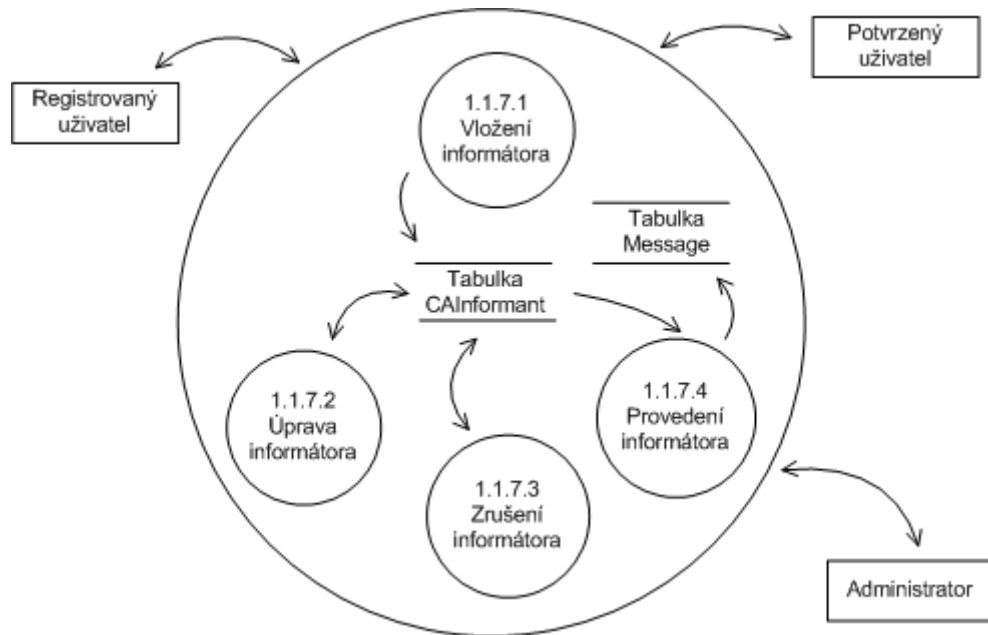 Potvrzený
uživatel
Registrovaný
uživatel
1.1.7.1
Vložení
informátora
Tabulka
Message
Tabulka
CAInformant
1.1.7.2
Úprava
informátora
1.1.7.4
Provedení
informátora
1.1.7.3
Zrušení
informátora
Administrator